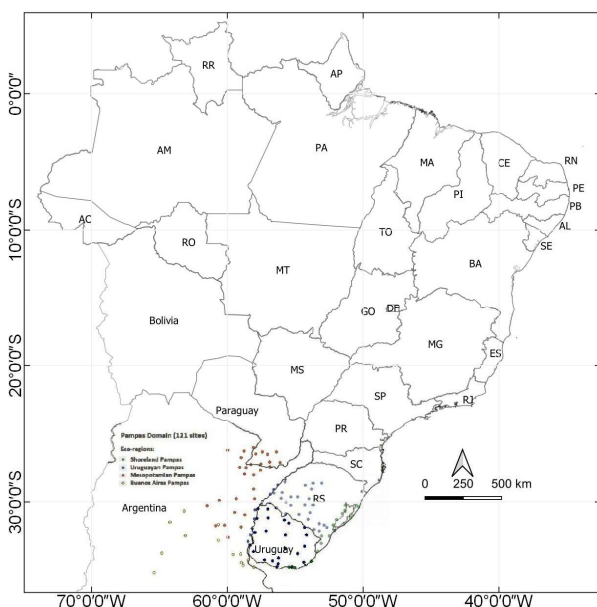 RR
AP
0°0'0"
AM
PA
MA
CE
RN
PI
PE
PB
AC
TO
AL
10°0'0"S
RO
SE
BA
MT
GO
DF
Bolivia
MG
ES
20°0'0"S
MS
SP
RJ
Paraguay
PR
Pampas Domain (121 sites)
Eco-regions:
Shoreland Pampas
Uruguayan Pampas
Mesopotamian Pampas
Buenos Aires Pampas
SC
0 250 500 km
30°0'0"S
Argentina
RS
Uruguay
70°0'0"W 60°0'0"W 50°0'0"W 40°0'0"W